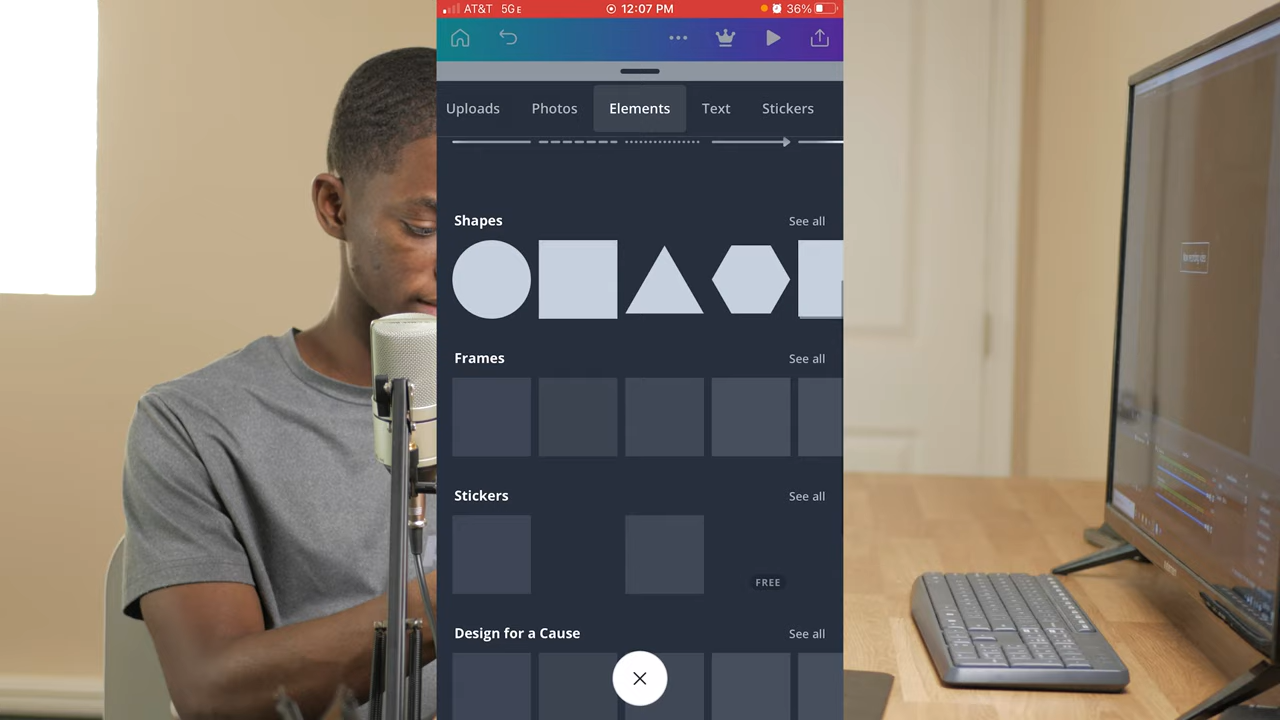 AT&T 5GE 12:07 PM 36%
Uploads Photos Elements Text Stickers
Shapes See all
Frames See all
Stickers See all
FREE
Design for a Cause See all